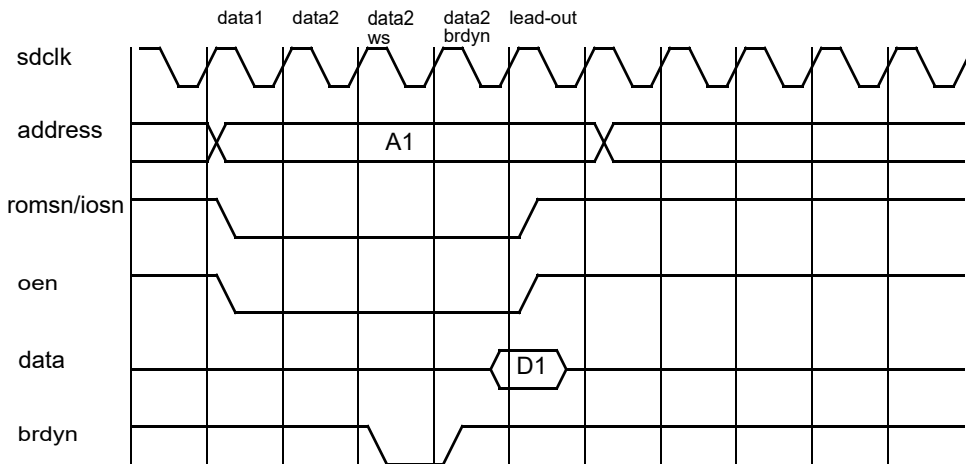 data1
data2
data2
ws
data2
brdyn
lead-out
sdclk
address
A1
romsn/iosn
oen
data
D1
brdyn